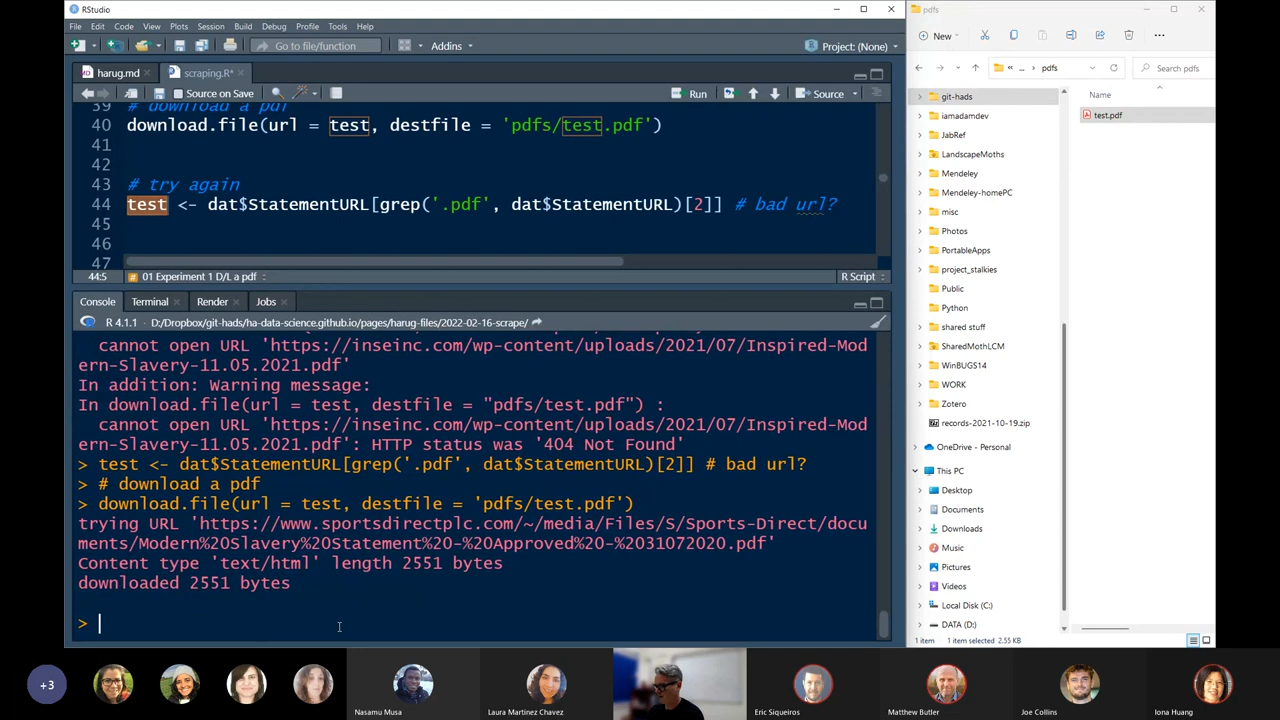 RStudio
File Edit Code View Plots Session Build Debug Profile Tools Help
Go to file/function
Addins
Project: (None)
harug.md
scraping.R*
Source on Save
Run
Source
39 # download a pdf
40 download.file(url = test, destfile = 'pdfs/test.pdf')
41
42
43 # try again
44 test <- dat$StatementURL[grep('.pdf', dat$StatementURL)[2]] # bad url?
45
46
47
44:5
01 Experiment 1 D/L a pdf
R Script
Console Terminal Render Jobs
R 4.1.1 · D:/Dropbox/git-hads/ha-data-science.github.io/pages/harug-files/2022-02-16-scrape/
cannot open URL 'https://inseinc.com/wp-content/uploads/2021/07/Inspired-Mod
ern-Slavery-11.05.2021.pdf'
In addition: Warning message:
In download.file(url = test, destfile = "pdfs/test.pdf") :
cannot open URL 'https://inseinc.com/wp-content/uploads/2021/07/Inspired-Mod
ern-Slavery-11.05.2021.pdf': HTTP status was '404 Not Found'
> test <- dat$StatementURL[grep('.pdf', dat$StatementURL)[2]] # bad url?
> # download a pdf
> download.file(url = test, destfile = 'pdfs/test.pdf')
trying URL 'https://www.sportsdirectplc.com/~/media/Files/S/Sports-Direct/docu
ments/Modern%20Slavery%20Statement%20-%20Approved%20-%2031072020.pdf'
Content type 'text/html' length 2551 bytes
downloaded 2551 bytes
>
pdfs
New
« ... pdfs
Search pdfs
git-hads
iamadamdev
JabRef
LandscapeMoths
Mendeley
Mendeley-homePC
misc
Photos
PortableApps
project_stalkies
Public
Python
shared stuff
SharedMothLCM
WinBUGS14
WORK
Zotero
records-2021-10-19.zip
OneDrive - Personal
This PC
Desktop
Documents
Downloads
Music
Pictures
Videos
Local Disk (C:)
DATA (D:)
Name
test.pdf
1 item 1 item selected 2.55 KB
+3
Nasamu Musa
Laura Martinez Chavez
Eric Siqueiros
Matthew Butler
Joe Collins
Iona Huang